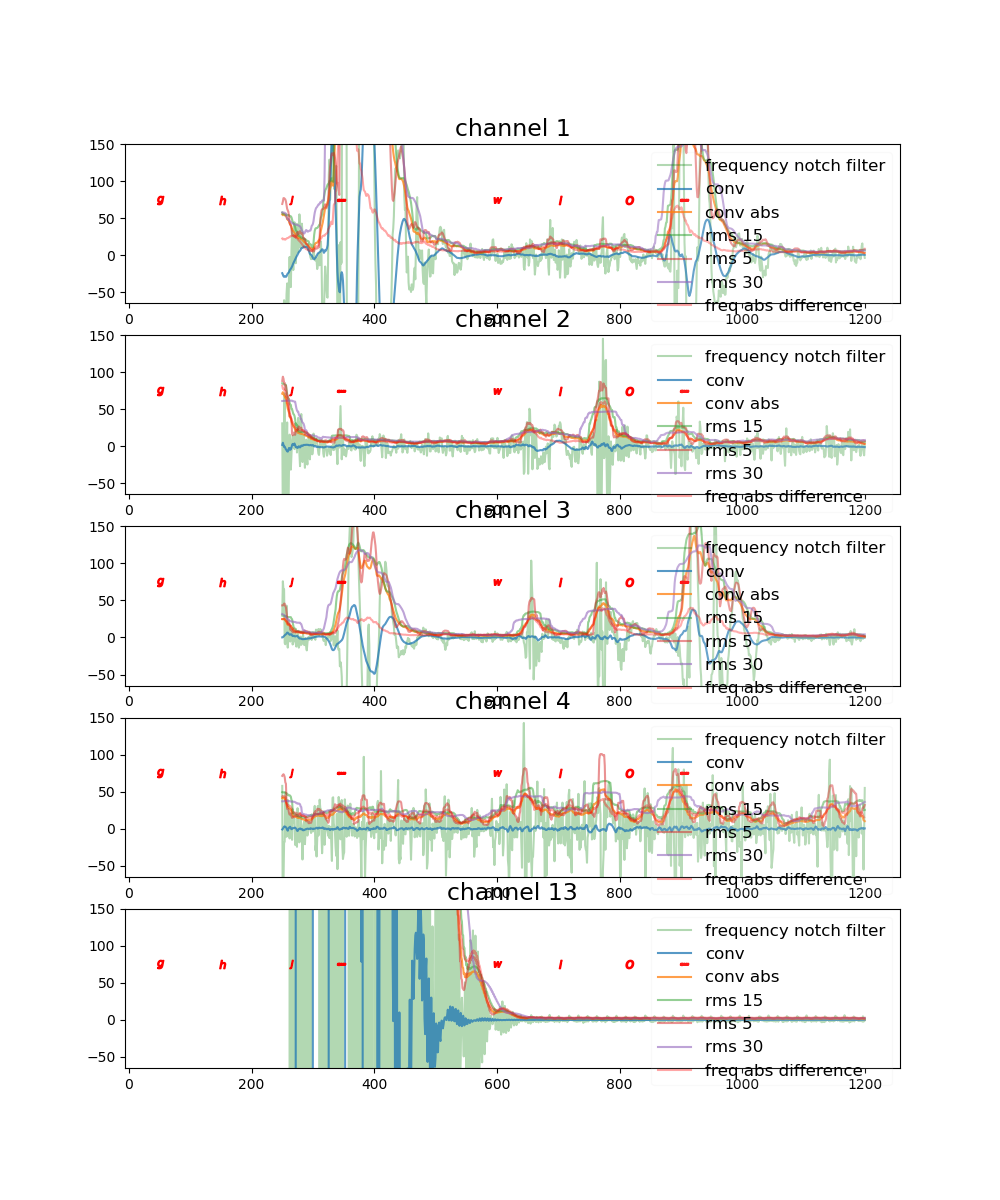 channel 1
150
100
50
0
−50
g h J - w l O -
frequency notch filter
conv
conv abs
rms 15
rms 5
rms 30
freq abs difference
0 200 400 600 800 1000 1200
channel 2
150
100
50
0
−50
g h J - w l O -
frequency notch filter
conv
conv abs
rms 15
rms 5
rms 30
freq abs difference
0 200 400 600 800 1000 1200
channel 3
150
100
50
0
−50
g h J - w l O -
frequency notch filter
conv
conv abs
rms 15
rms 5
rms 30
freq abs difference
0 200 400 600 800 1000 1200
channel 4
150
100
50
0
−50
g h J - w l O -
frequency notch filter
conv
conv abs
rms 15
rms 5
rms 30
freq abs difference
0 200 400 600 800 1000 1200
channel 13
150
100
50
0
−50
g h J - w l O -
frequency notch filter
conv
conv abs
rms 15
rms 5
rms 30
freq abs difference
0 200 400 600 800 1000 1200